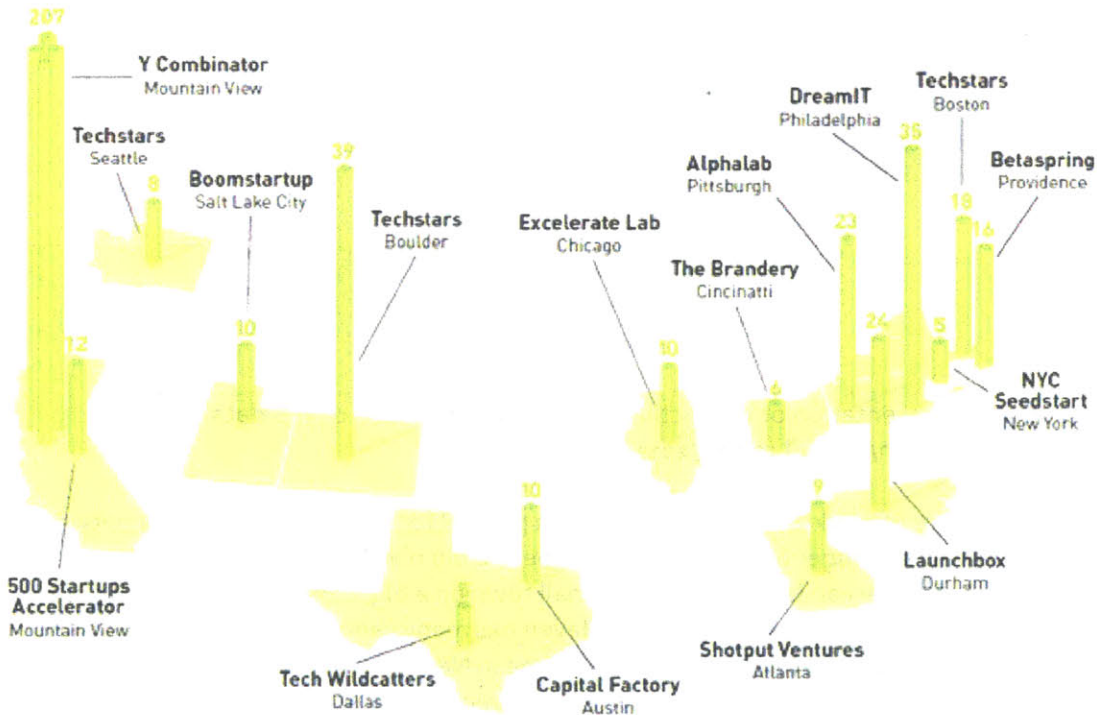 207
Y Combinator
Mountain View
Techstars
Seattle
8
Boomstartup
Salt Lake City
10
39
Techstars
Boulder
12
500 Startups
Accelerator
Mountain View
Excelerate Lab
Chicago
10
The Brandery
Cincinatti
6
Alphalab
Pittsburgh
23
DreamIT
Philadelphia
35
Techstars
Boston
18
Betaspring
Providence
16
5
NYC
Seedstart
New York
24
Launchbox
Durham
9
Shotput Ventures
Atlanta
10
Capital Factory
Austin
Tech Wildcatters
Dallas